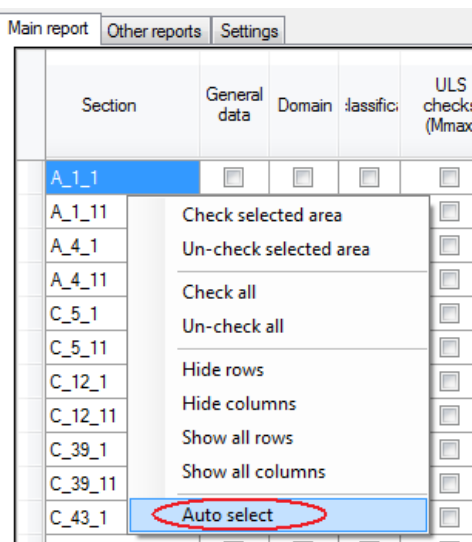 Main report Other reports Settings
Section General data Domain ULS checks (Mmax
A_1_1
A_1_11
A_4_1
A_4_11
C_5_1
C_5_11
C_12_1
C_12_11
C_39_1
C_39_11
C_43_1
Check selected area
Un-check selected area
Check all
Un-check all
Hide rows
Hide columns
Show all rows
Show all columns
Auto select